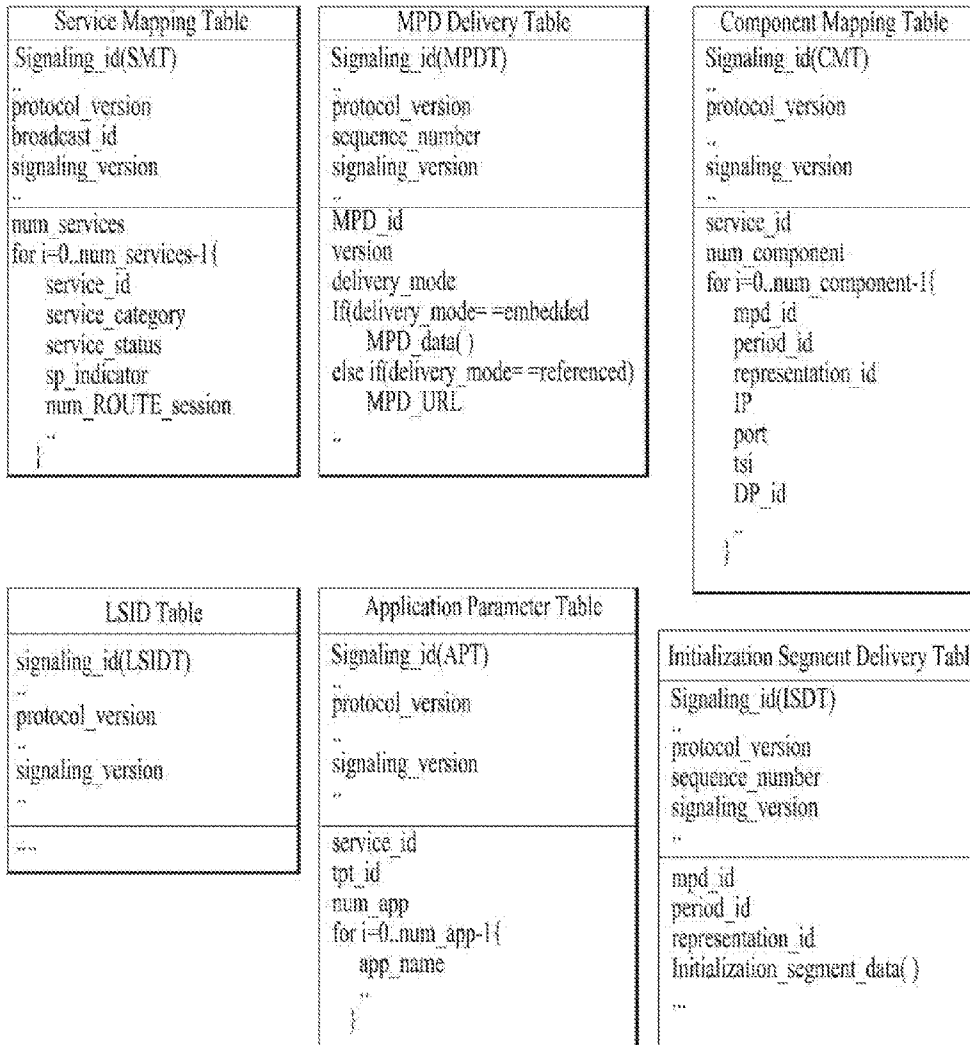 Service Mapping Table
Signaling_id(SMT)
..
protocol_version
broadcast_id
signaling_version
..
num_services
for i=0..num_services-1{
service_id
service_category
service_status
sp_indicator
num_ROUTE_session
..
}
MPD Delivery Table
Signaling_id(MPDT)
..
protocol_version
sequence_number
signaling_version
..
MPD_id
version
delivery_mode
If(delivery_mode= =embedded
MPD_data( )
else if(delivery_mode= =referenced)
MPD_URL
..
Component Mapping Table
Signaling_id(CMT)
..
protocol_version
..
signaling_version
..
service_id
num_component
for i=0..num_component-1{
mpd_id
period_id
representation_id
IP
port
tsi
DP_id
..
}
LSID Table
signaling_id(LSIDT)
..
protocol_version
..
signaling_version
..
....
Application Parameter Table
Signaling_id(APT)
..
protocol_version
..
signaling_version
..
service_id
tpt_id
num_app
for i=0..num_app-1{
app_name
..
}
Initialization Segment Delivery Tabl
Signaling_id(ISDT)
..
protocol_version
sequence_number
signaling_version
..
mpd_id
period_id
representation_id
Initialization_segment_data( )
...